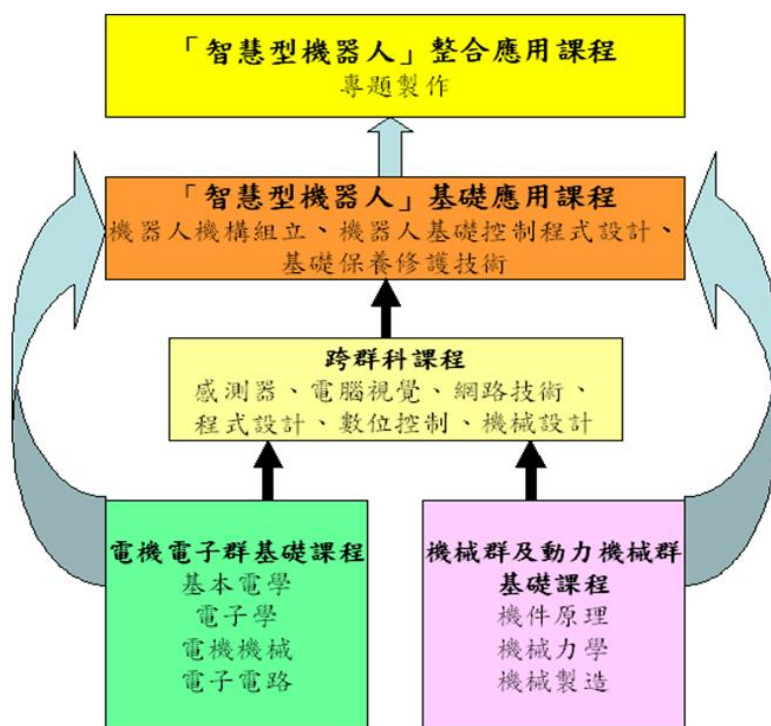 「智慧型機器人」整合應用課程
專題製作
「智慧型機器人」基礎應用課程
機器人機構組立、機器人基礎控制程式設計、
基礎保養修護技術
跨群科課程
感測器、電腦視覺、網路技術、
程式設計、數位控制、機械設計
電機電子群基礎課程
基本電學
電子學
電機機械
電子電路
機械群及動力機械群
基礎課程
機件原理
機械力學
機械製造